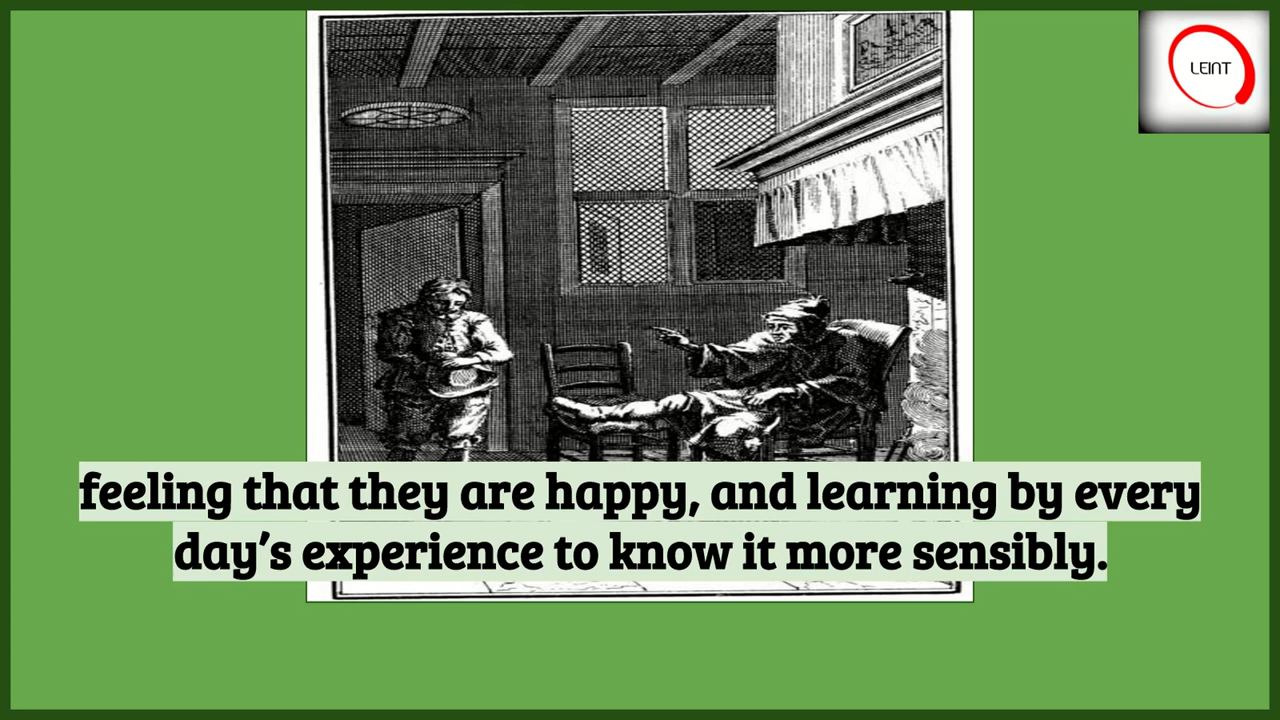 LEINT
feeling that they are happy, and learning by every
day’s experience to know it more sensibly.